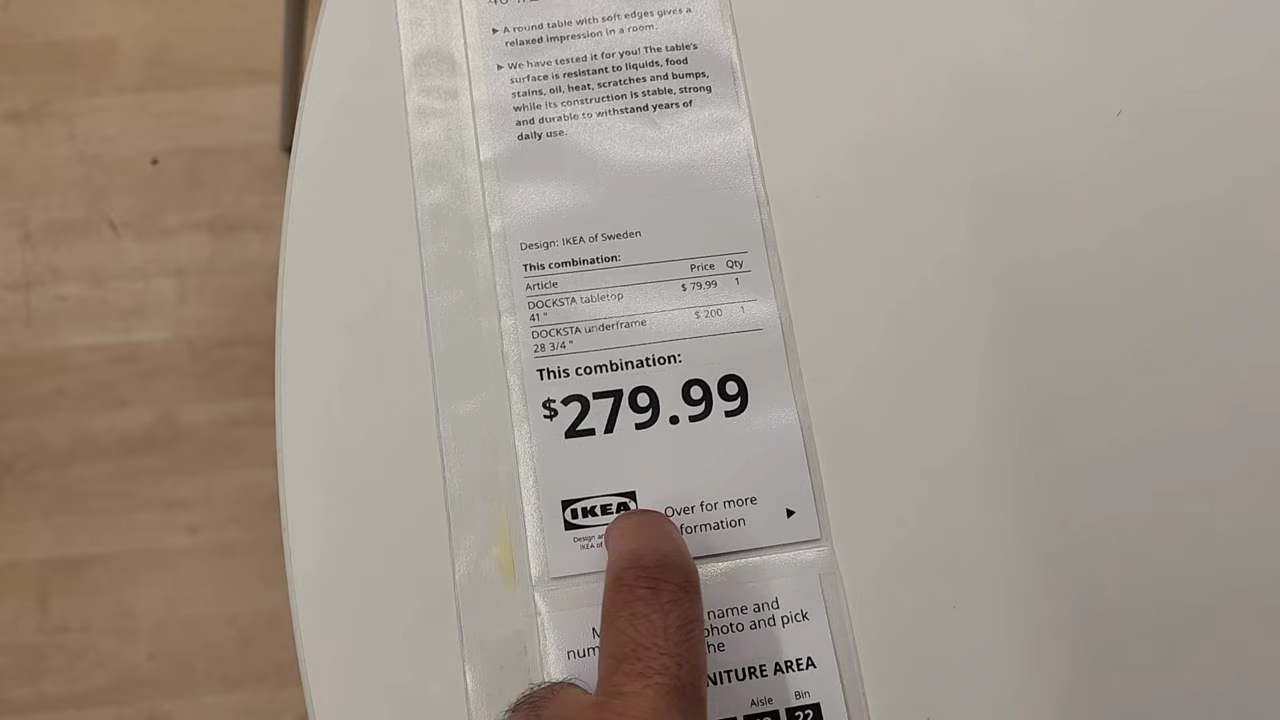 ▶ A round table with soft edges gives a
relaxed impression in a room.
▶ We have tested it for you! The table's
surface is resistant to liquids, food
stains, oil, heat, scratches and bumps,
while its construction is stable, strong
and durable to withstand years of
daily use.
Design: IKEA of Sweden
This combination:
Article Price Qty
DOCKSTA tabletop $ 79.99 1
41 "
DOCKSTA underframe $ 200 1
28 3/4 "
This combination:
$279.99
IKEA
Over for more
Design
IKEA of
name and
photo and pick
AREA
Aisle Bin
22